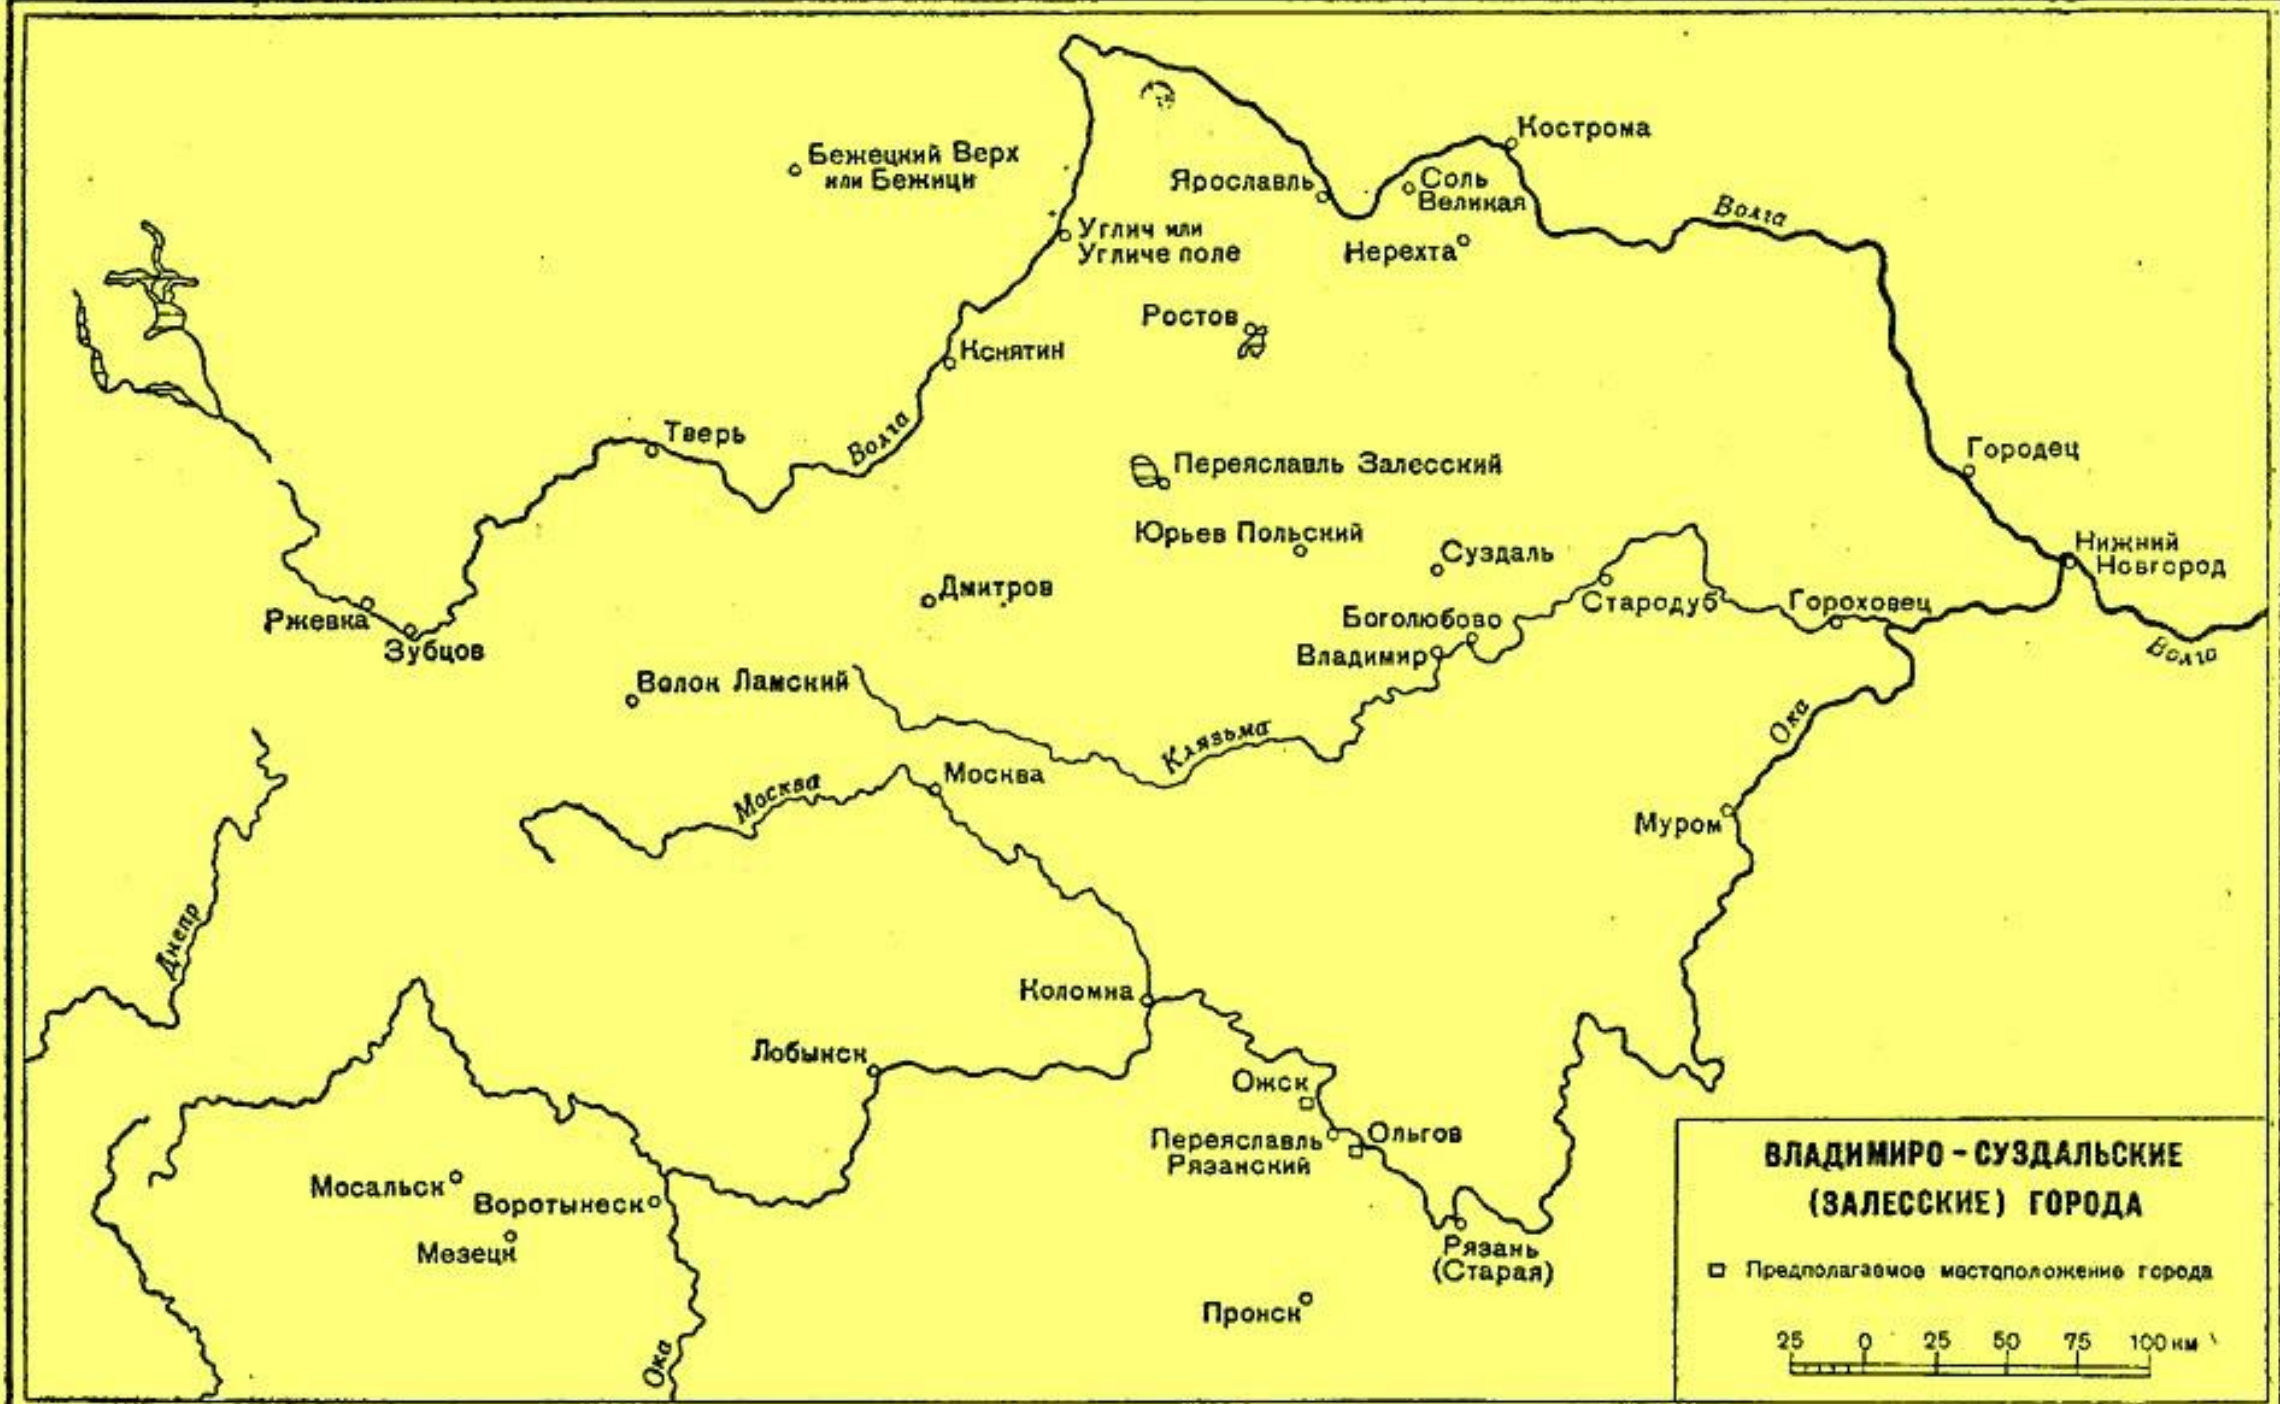 Кострома
Бежецкий Верх
или Бежици
Ярославль
Соль
Великая
Волга
Углич или
Угличе поле
Нерехта
Ростов
Кснятин
Тверь
Волга
Городец
Переяславль Залесский
Юрьев Польский
Суздаль
Нижний
Новгород
Дмитров
Стародуб
Гороховец
Ржевка
Боголюбово
Зубцов
Владимир
Волга
Волок Ламский
Ока
Клязьма
Москва
Москва
Муром
Днепр
Коломна
Лобынск
Ожск
Переяславль
Рязанский
Ольгов
Мосальск
Воротынеск
Мезецк
Рязань
(Старая)
Пронск
Ока
ВЛАДИМИРО - СУЗДАЛЬСКИЕ
(ЗАЛЕССКИЕ) ГОРОДА
Предполагаемое местоположение города
25 0 25 50 75 100 км